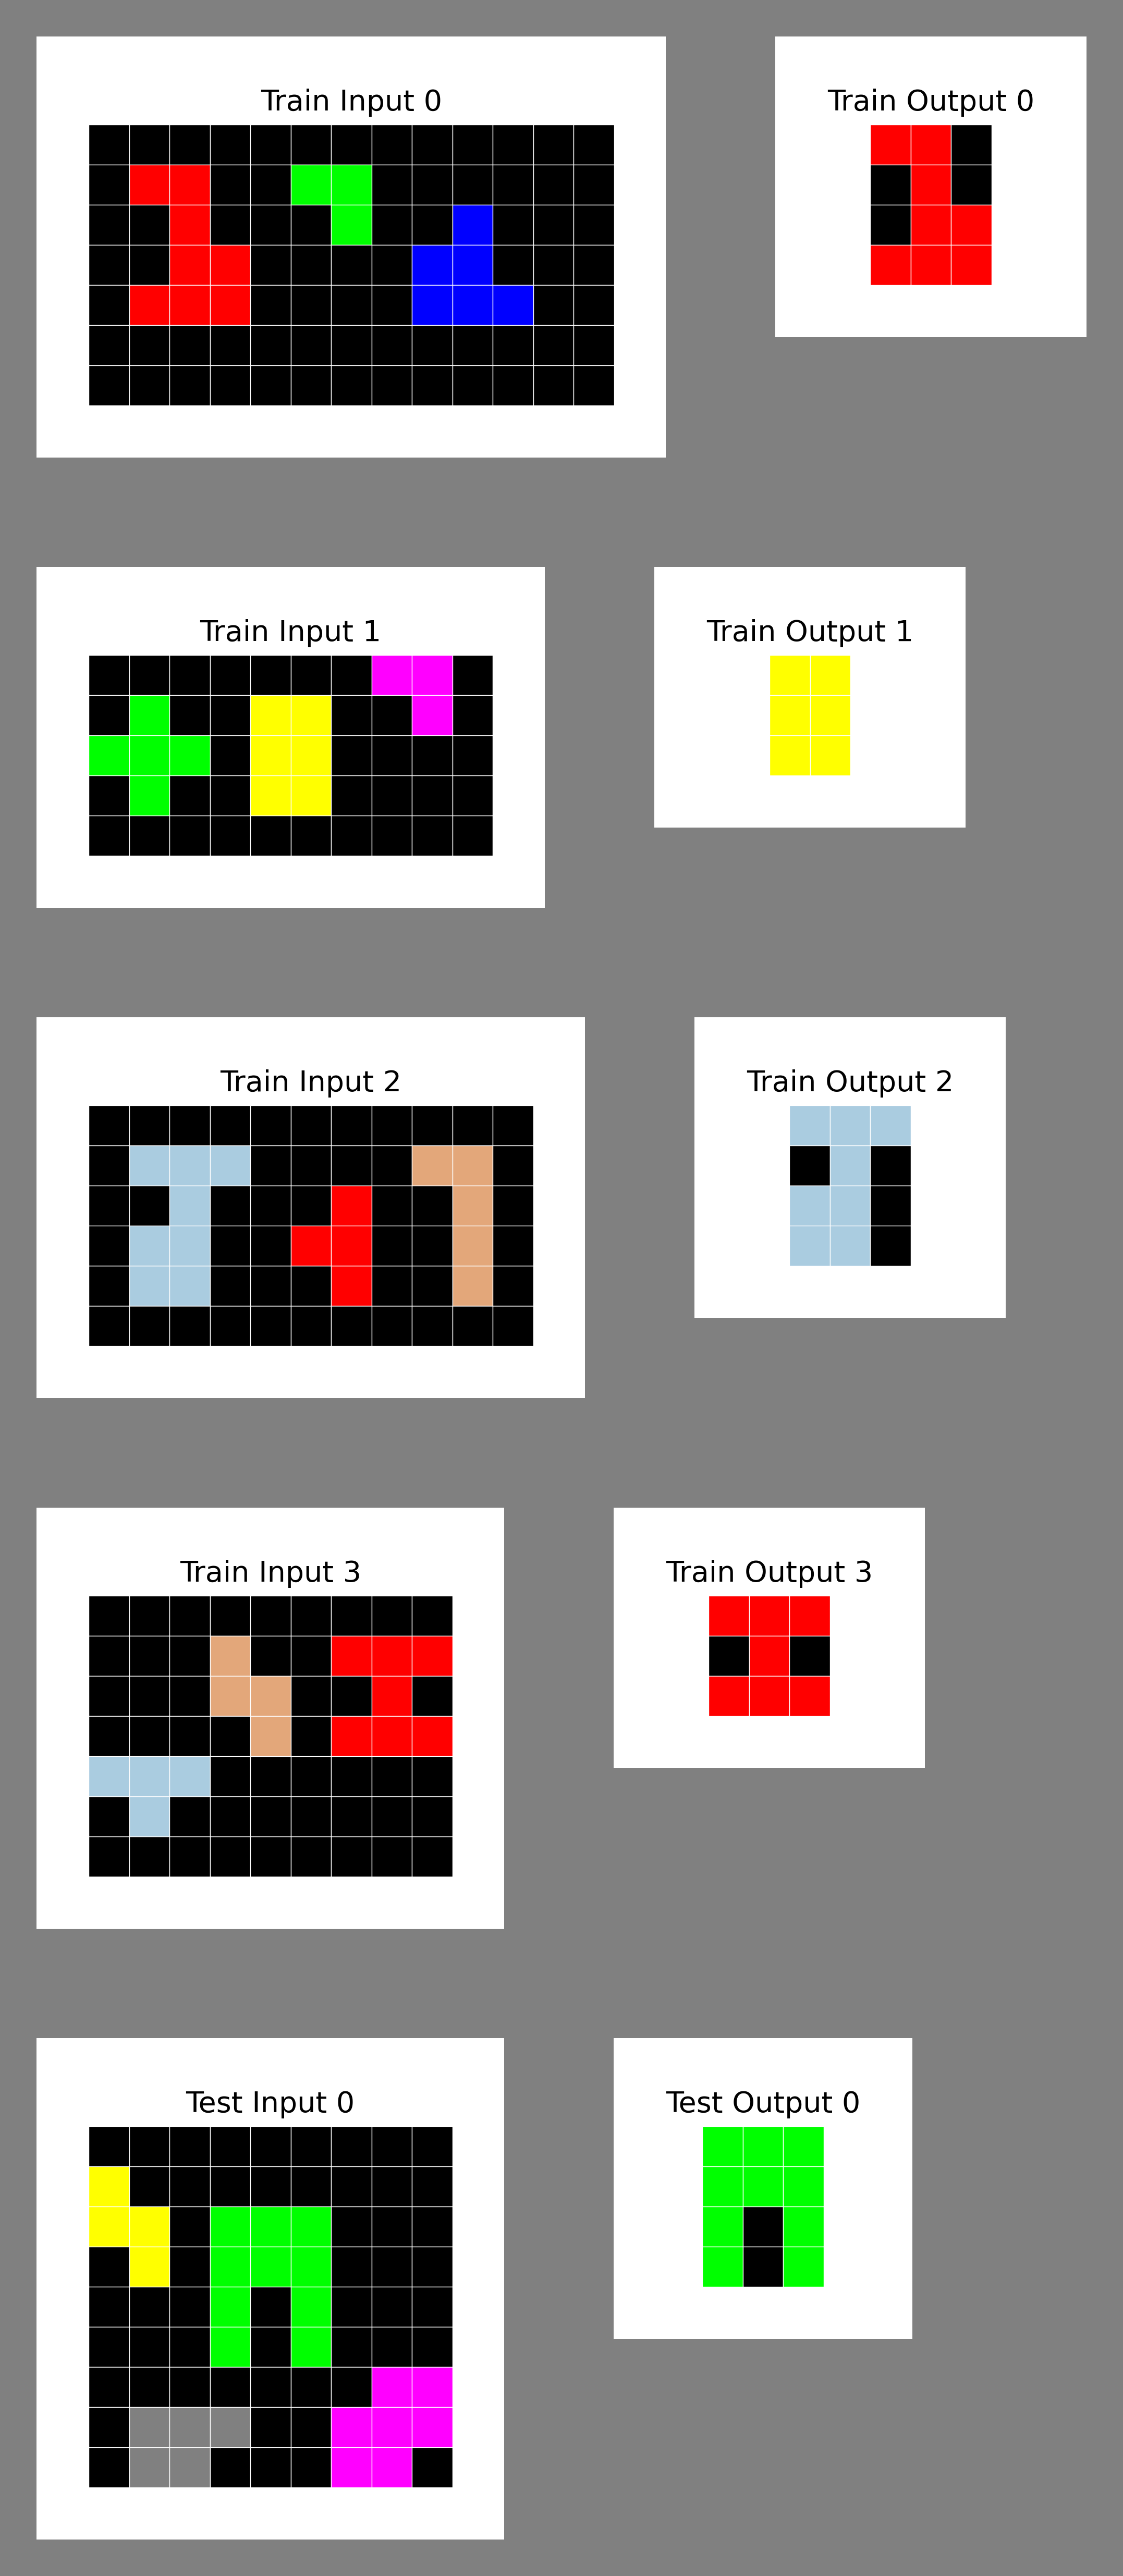 Train Input 0
Train Output 0
Train Input 1
Train Output 1
Train Input 2
Train Output 2
Train Input 3
Train Output 3
Test Input 0
Test Output 0